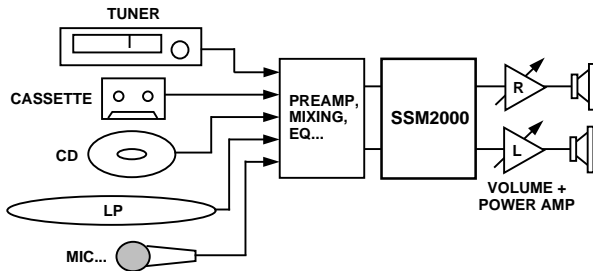 TUNER
CASSETTE
CD
LP
MIC...
PREAMP,
MIXING,
EQ...
SSM2000
R
L
VOLUME +
POWER AMP